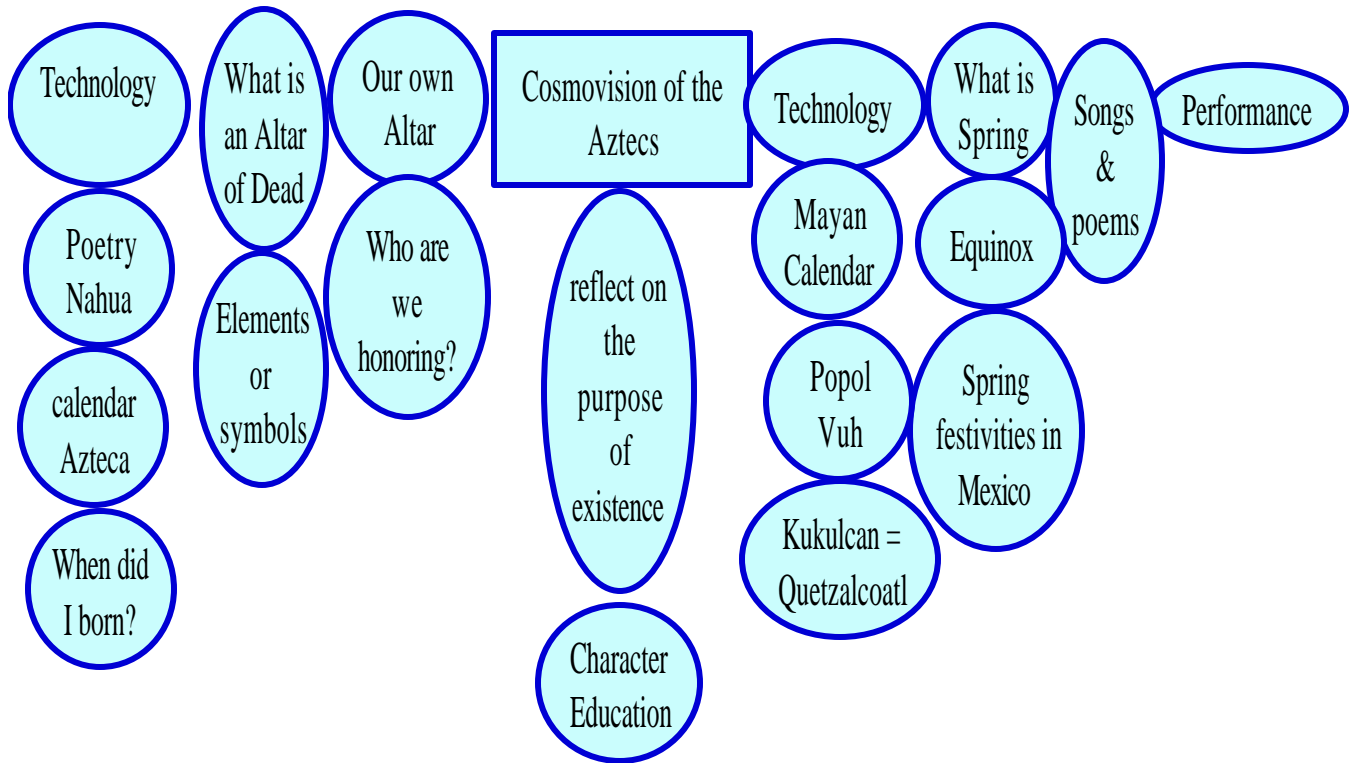 Technology
Poetry
Nahua
calendar
Azteca
When did
I born?
What is
an Altar
of Dead
Elements
or
symbols
Our own
Altar
Who are
we
honoring?
Cosmovision of the
Aztecs
reflect on
the
purpose
of
existence
Character
Education
Technology
Mayan
Calendar
Popol
Vuh
Kukulcan =
Quetzalcoatl
What is
Spring
Equinox
Spring
festivities in
Mexico
Songs
&
poems
Performance